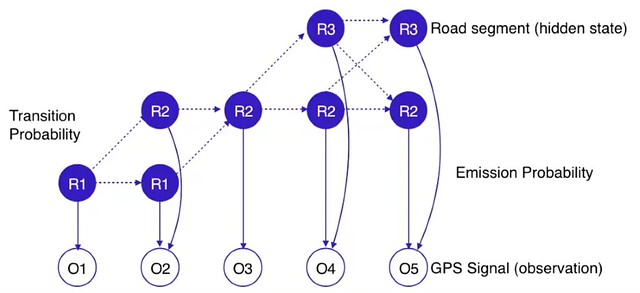 R3
R3
Road segment (hidden state)
Transition
Probability
R2
R2
R2
R2
R1
R1
Emission Probability
O1
O2
O3
O4
O5
GPS Signal (observation)